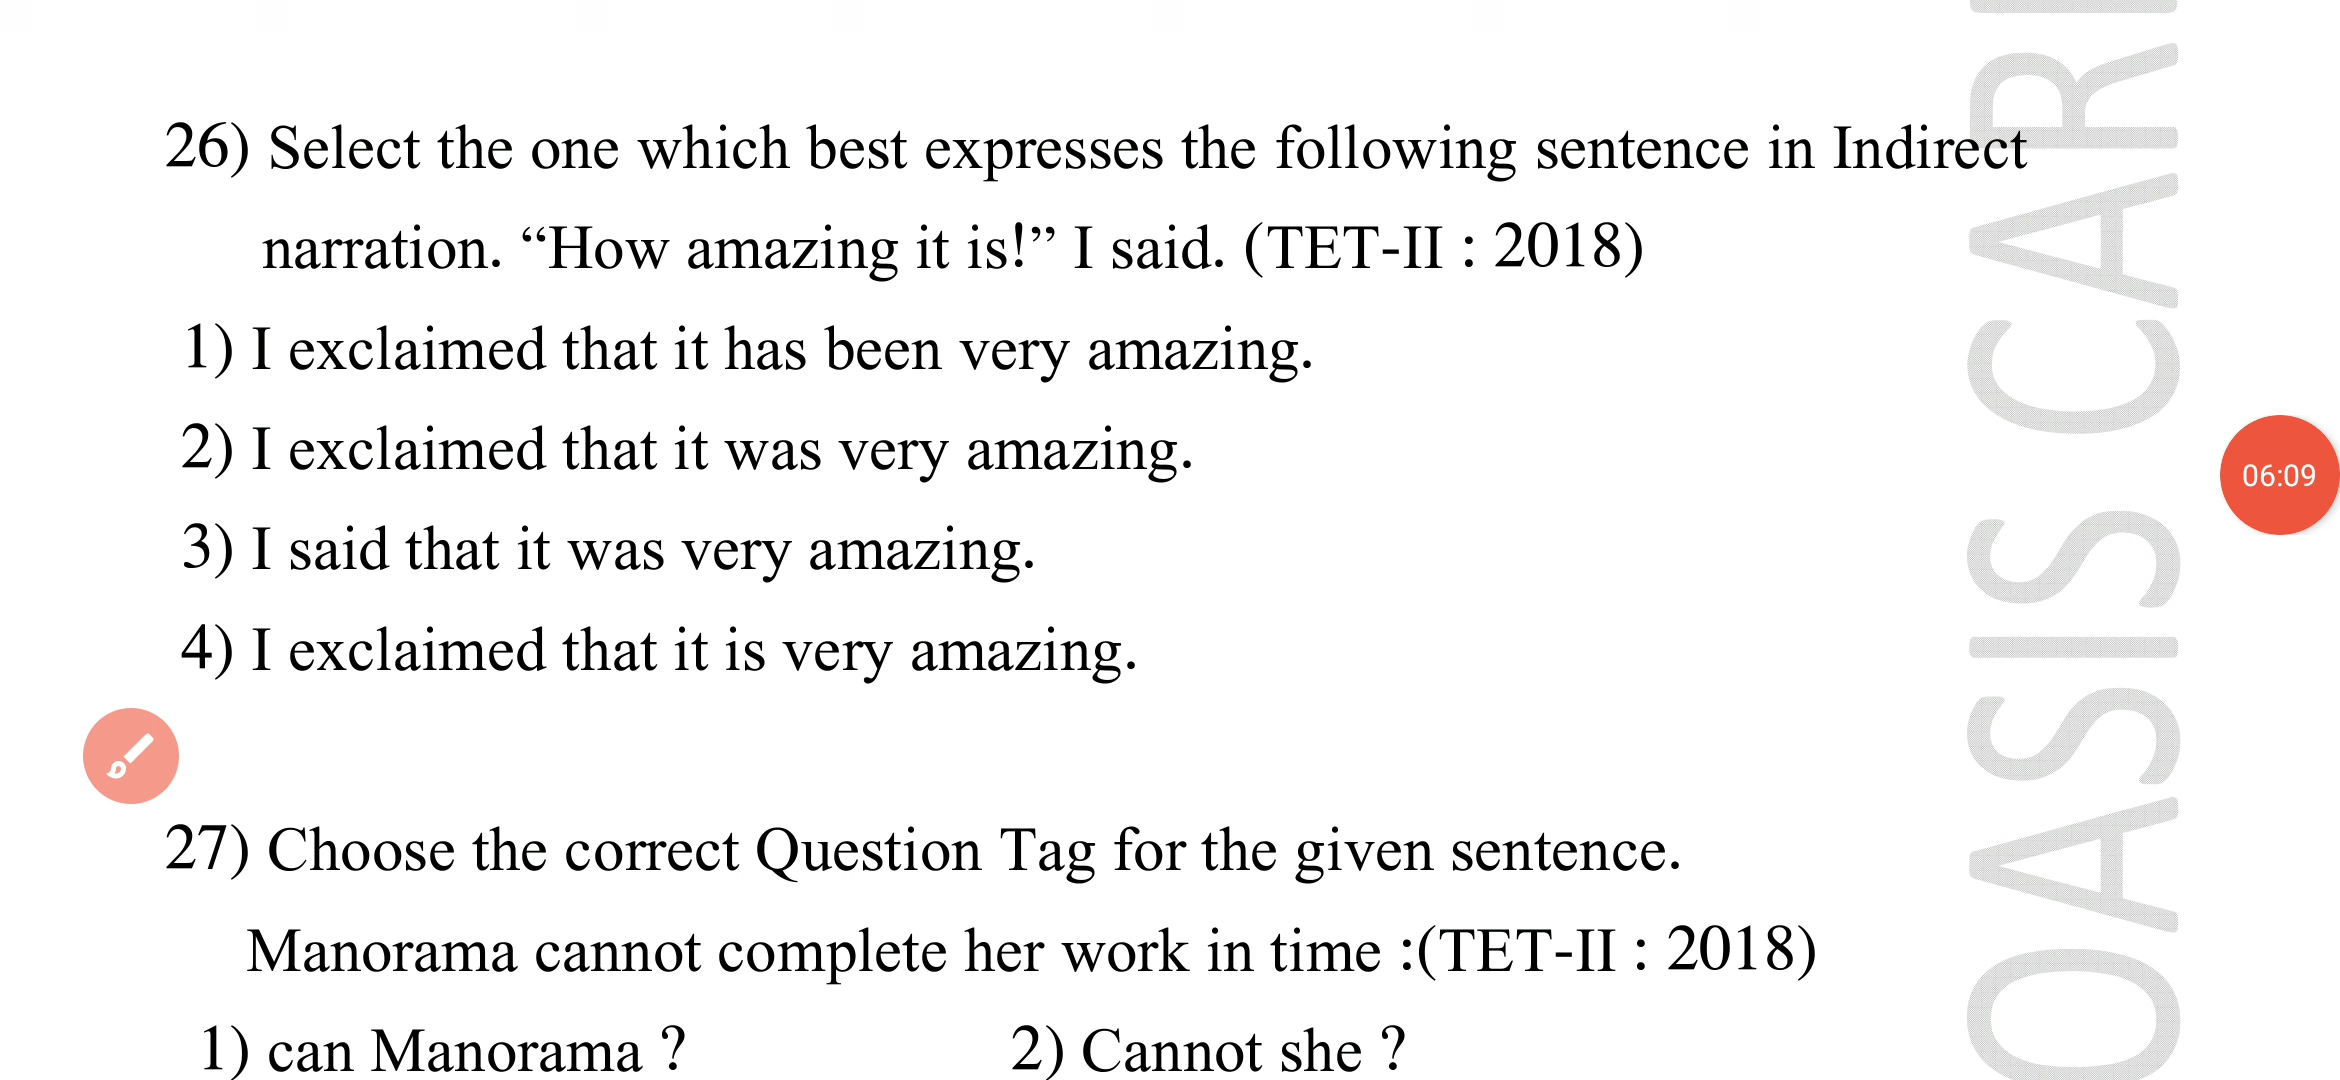 26) Select the one which best expresses the following sentence in Indirect
narration. “How amazing it is!” I said. (TET-II : 2018)
1) I exclaimed that it has been very amazing.
2) I exclaimed that it was very amazing.
3) I said that it was very amazing.
4) I exclaimed that it is very amazing.
27) Choose the correct Question Tag for the given sentence.
Manorama cannot complete her work in time :(TET-II : 2018)
1) can Manorama ? 2) Cannot she ?
OASIS CAR
06:09